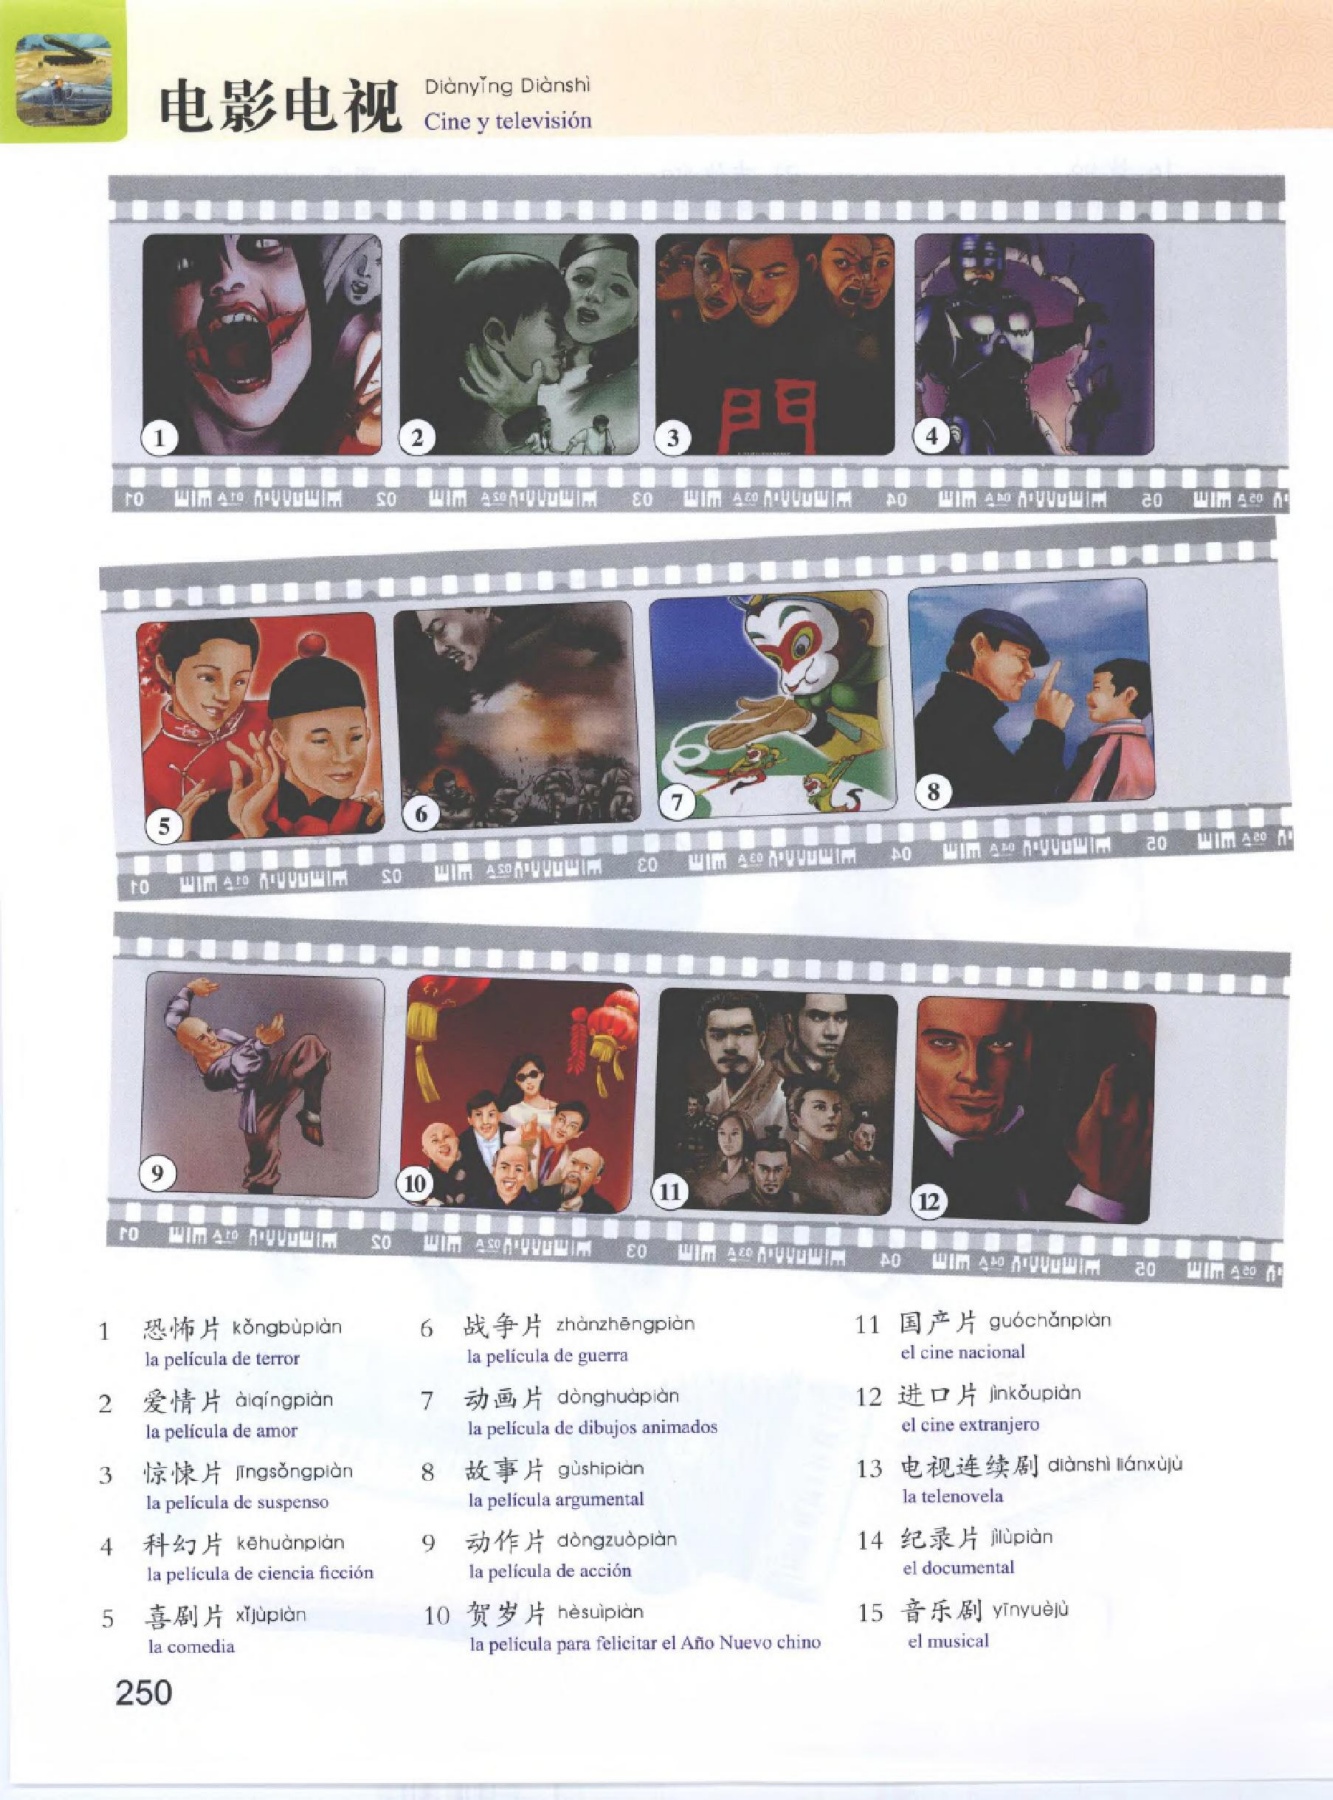 电影电视 Diànyǐng Diànshì
Cine y televisión
門
1
2
3
4
5
6
7
8
9
10
11
12
1 恐怖片 kǒngbùpiàn
la película de terror
2 爱情片 àiqíngpiàn
la película de amor
3 惊悚片 jīngsǒngpiàn
la película de suspenso
4 科幻片 kēhuànpiàn
la película de ciencia ficción
5 喜剧片 xǐjùpiàn
la comedia
6 战争片 zhànzhēngpiàn
la película de guerra
7 动画片 dònghuàpiàn
la película de dibujos animados
8 故事片 gùshipiàn
la película argumental
9 动作片 dòngzuòpiàn
la película de acción
10 贺岁片 hèsuìpiàn
la película para felicitar el Año Nuevo chino
11 国产片 guóchǎnpiàn
el cine nacional
12 进口片 jìnkǒupiàn
el cine extranjero
13 电视连续剧 diànshì liánxùjù
la telenovela
14 纪录片 jìlùpiàn
el documental
15 音乐剧 yīnyuèjù
el musical
250